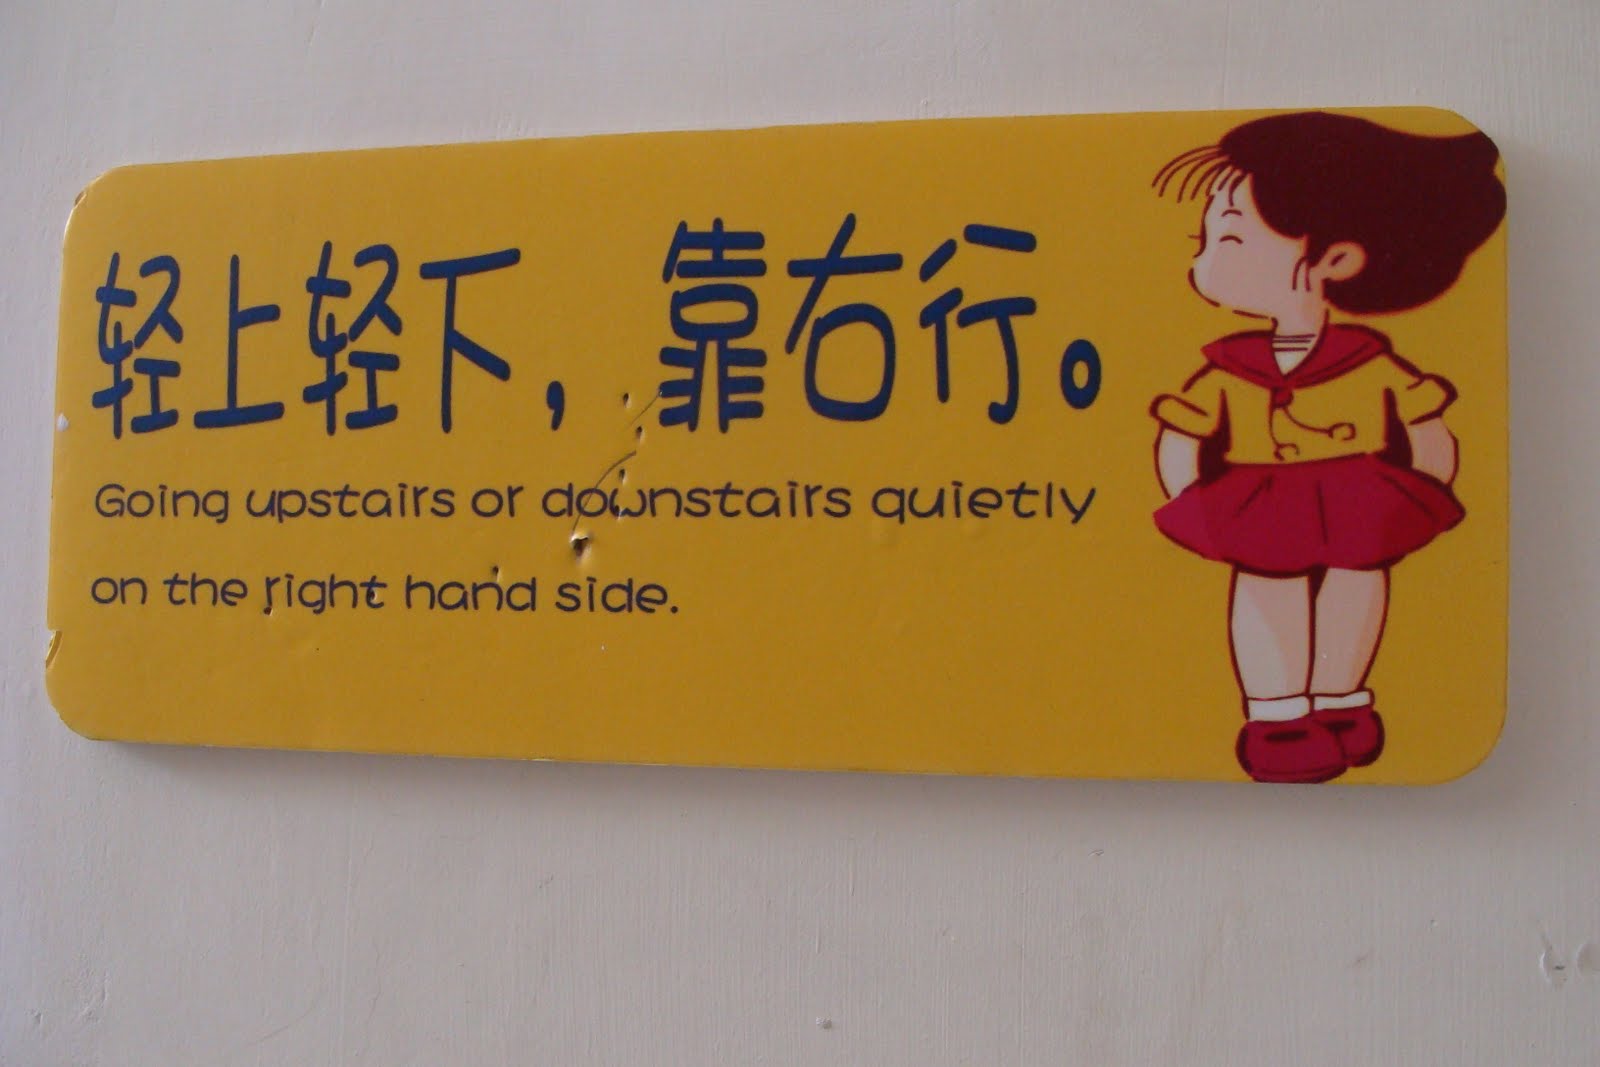 轻上轻下，靠右行。
Going upstairs or downstairs quietly
on the right hand side.